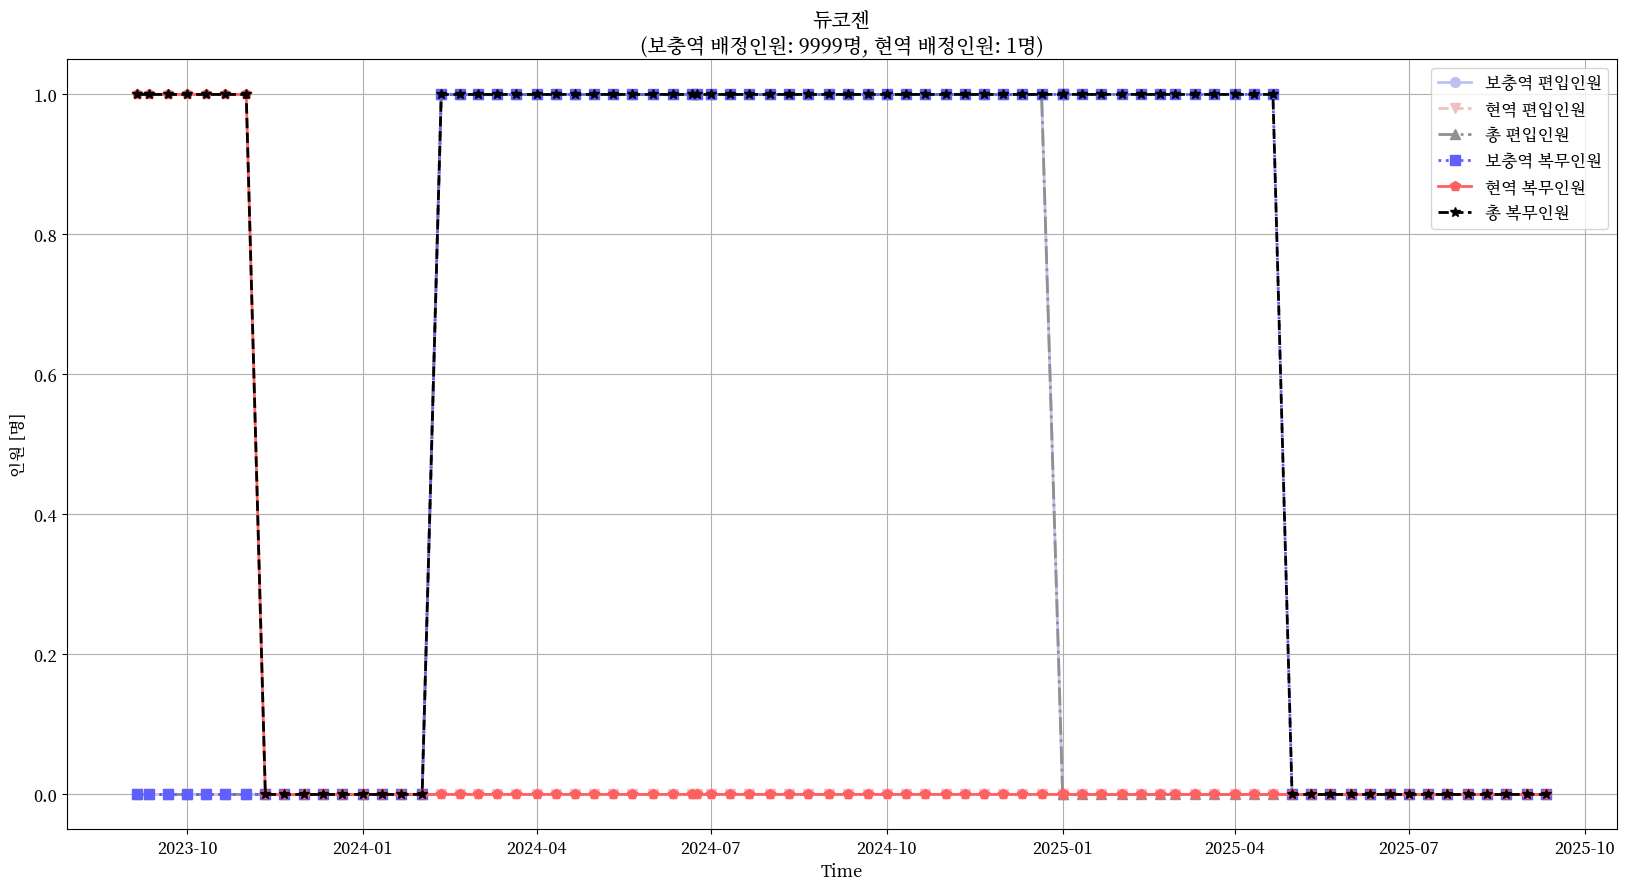 듀코젠
(보충역 배정인원: 9999명, 현역 배정인원: 1명)
보충역 편입인원
현역 편입인원
총 편입인원
보충역 복무인원
현역 복무인원
총 복무인원
인원 [명]
1.0
0.8
0.6
0.4
0.2
0.0
2023-10
2024-01
2024-04
2024-07
2024-10
2025-01
2025-04
2025-07
2025-10
Time